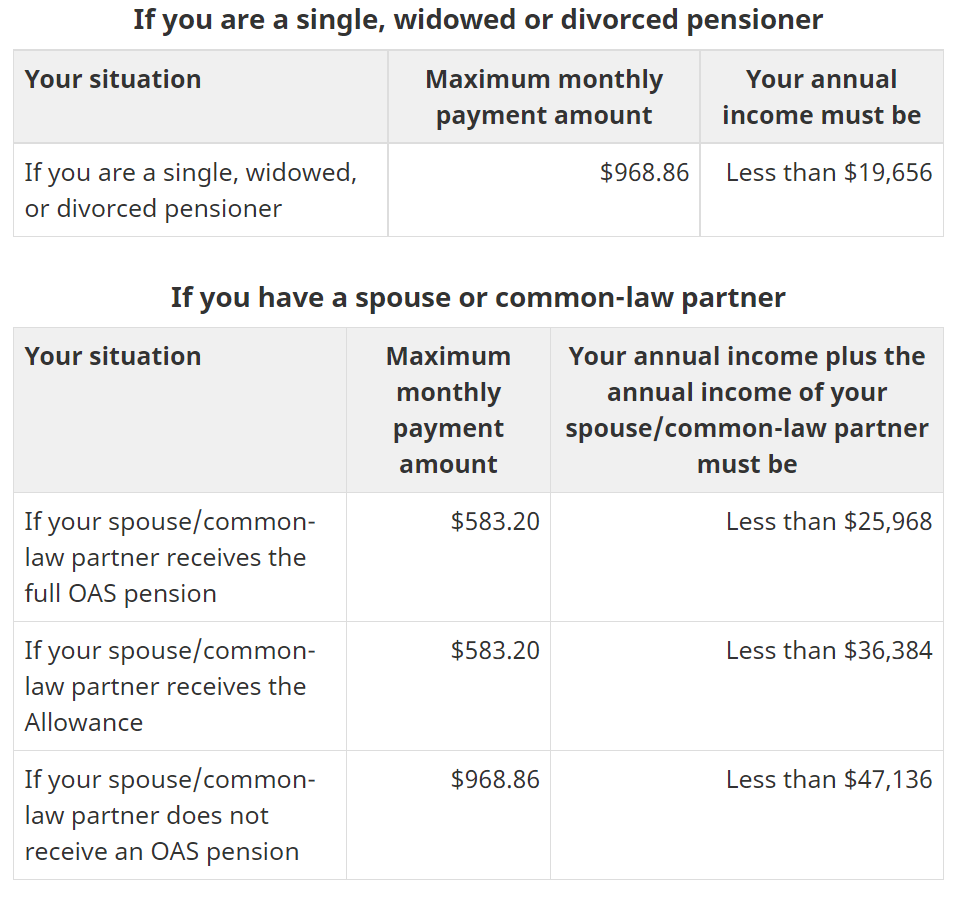 If you are a single, widowed or divorced pensioner
Your situation
Maximum monthly
payment amount
Your annual
income must be
If you are a single, widowed,
or divorced pensioner
$968.86
Less than $19,656
If you have a spouse or common-law partner
Your situation
Maximum
monthly
payment
amount
Your annual income plus the
annual income of your
spouse/common-law partner
must be
If your spouse/common-
law partner receives the
full OAS pension
$583.20
Less than $25,968
If your spouse/common-
law partner receives the
Allowance
$583.20
Less than $36,384
If your spouse/common-
law partner does not
receive an OAS pension
$968.86
Less than $47,136